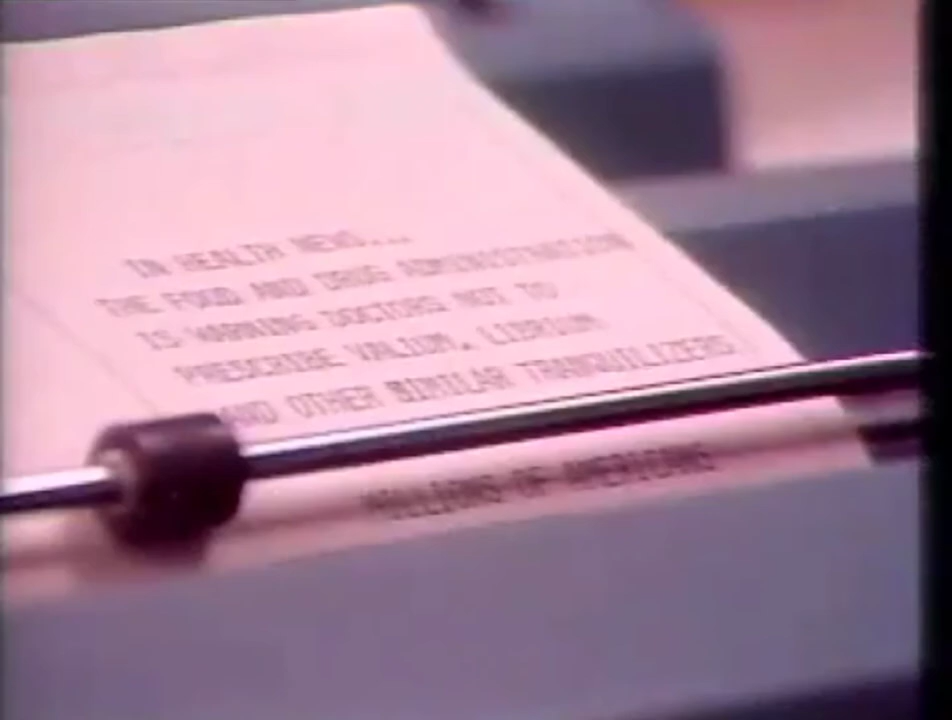 IN HEALTH NEWS...
THE FOOD AND DRUG ADMINISTRATION
IS WARNING DOCTORS NOT TO
PRESCRIBE VALIUM, LIBRIUM
AND OTHER SIMILAR TRANQUILIZERS
MILLIONS OF AMERICANS